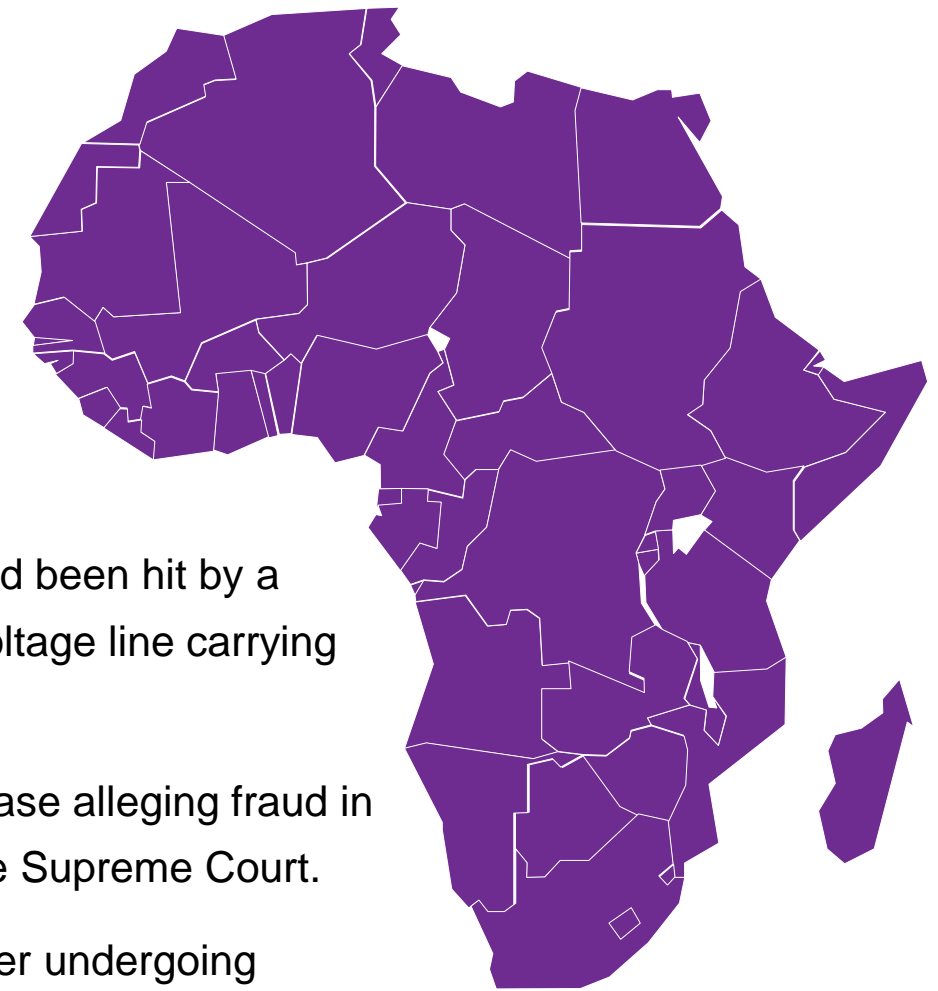 d been hit by a
oltage line carrying
ase alleging fraud in
e Supreme Court.
er undergoing